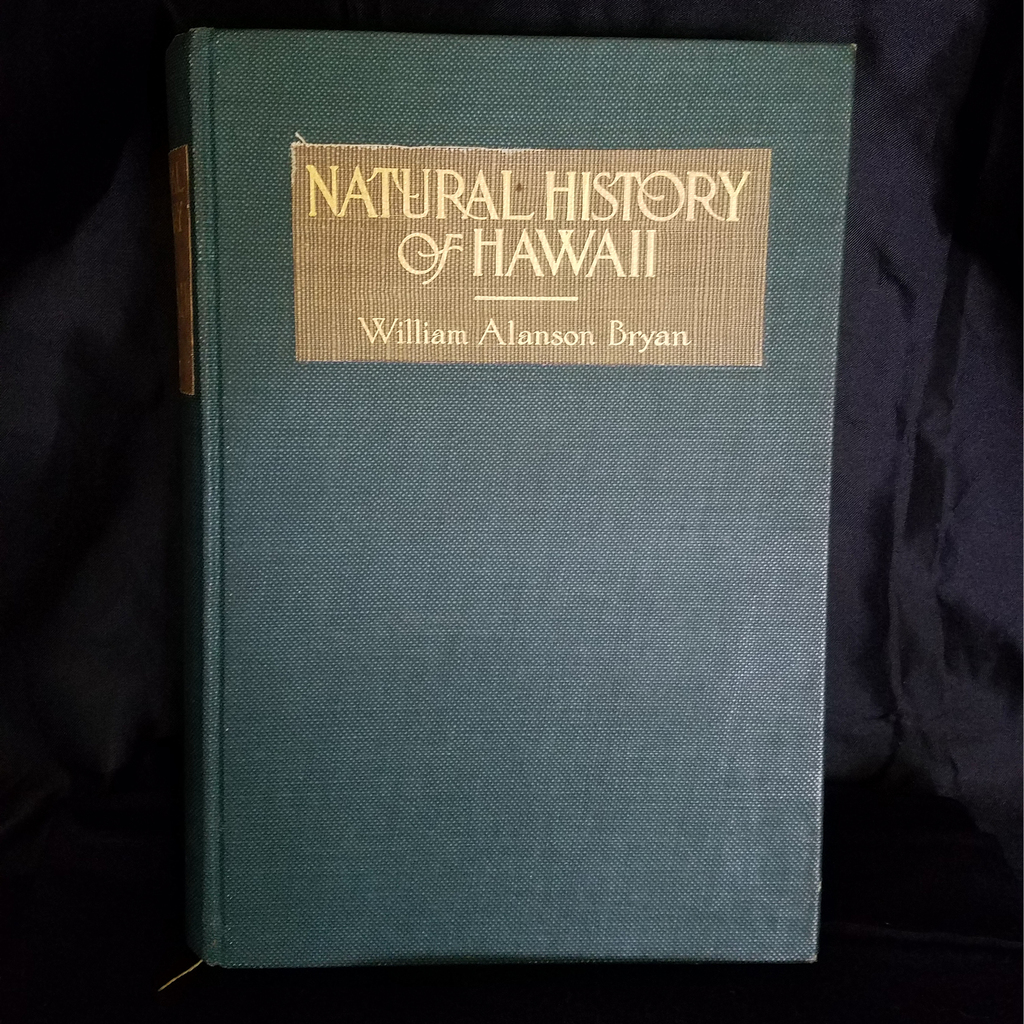 NATURAL HISTORY
OF HAWAII
William Alanson Bryan